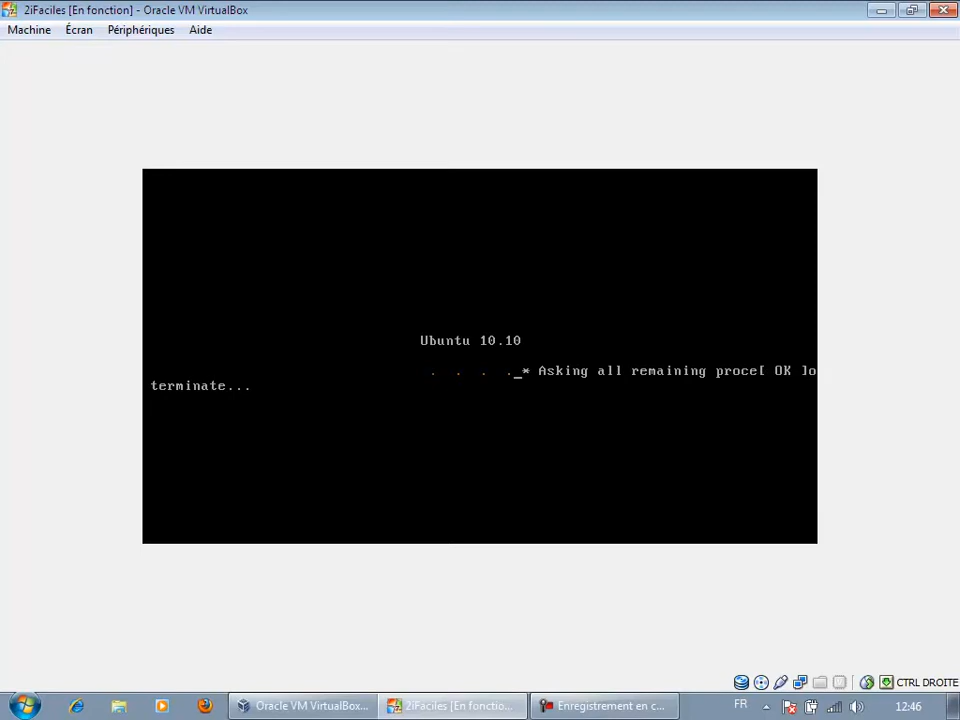 2iFaciles [En fonction] - Oracle VM VirtualBox
Machine Écran Périphériques Aide
Ubuntu 10.10
. . . ._* Asking all remaining proce[ OK ]o
terminate...
CTRL DROITE
Oracle VM VirtualBox... 2iFaciles [En fonctio... Enregistrement en c... FR 12:46